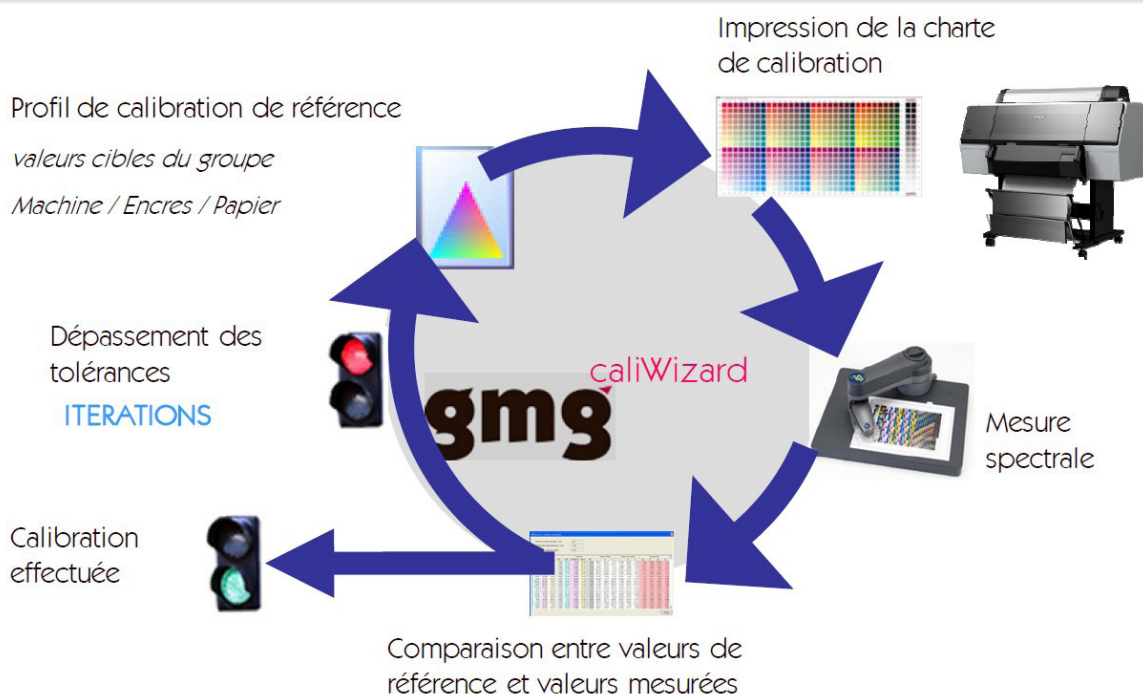 Impression de la charte
de calibration
Profil de calibration de référence
valeurs cibles du groupe
Machine / Encres / Papier
Dépassement des
tolérances
ITERATIONS
caliWizard
gmg
Mesure
spectrale
Calibration
effectuée
Comparaison entre valeurs de
référence et valeurs mesurées